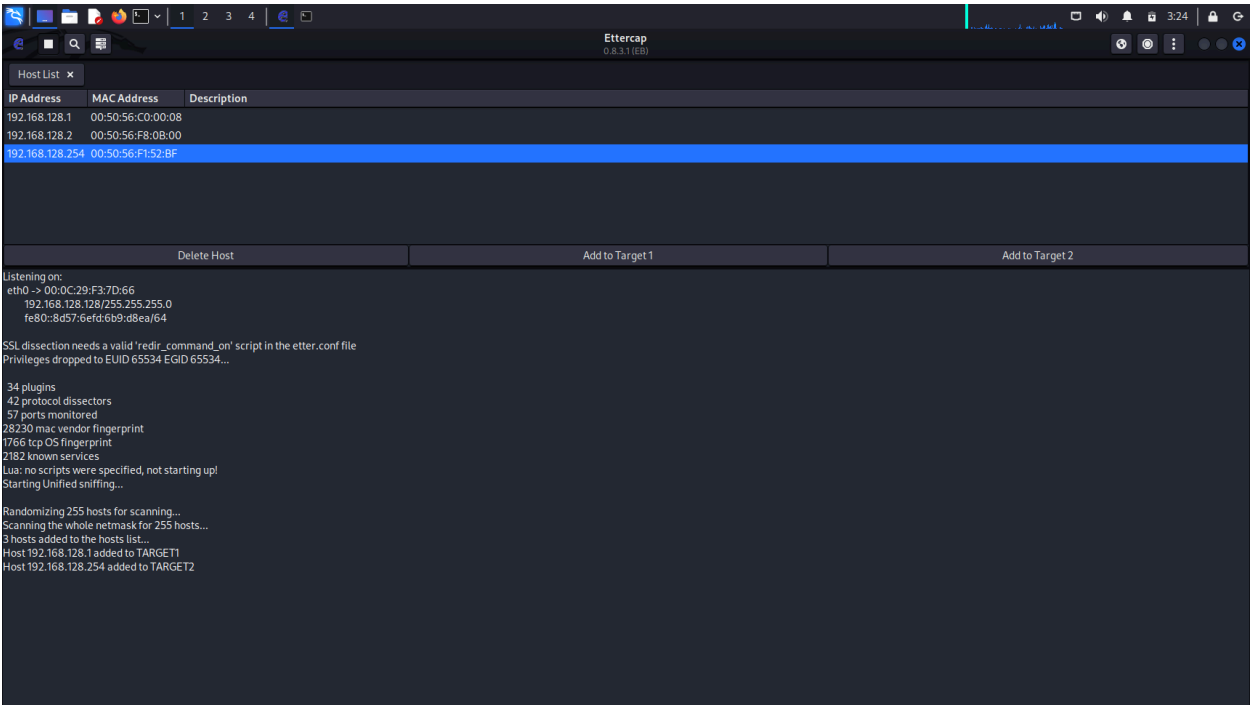 1 2 3 4 3:24
Ettercap
0.8.3.1 (EB)
Host List ×
IP Address MAC Address Description
192.168.128.1 00:50:56:C0:00:08
192.168.128.2 00:50:56:F8:0B:00
192.168.128.254 00:50:56:F1:52:BF
Delete Host Add to Target 1 Add to Target 2
Listening on:
eth0 -> 00:0C:29:F3:7D:66
192.168.128.128/255.255.255.0
fe80::8d57:6efd:6b9:d8ea/64
SSL dissection needs a valid 'redir_command_on' script in the etter.conf file
Privileges dropped to EUID 65534 EGID 65534...
34 plugins
42 protocol dissectors
57 ports monitored
28230 mac vendor fingerprint
1766 tcp OS fingerprint
2182 known services
Lua: no scripts were specified, not starting up!
Starting Unified sniffing...
Randomizing 255 hosts for scanning...
Scanning the whole netmask for 255 hosts...
3 hosts added to the hosts list...
Host 192.168.128.1 added to TARGET1
Host 192.168.128.254 added to TARGET2